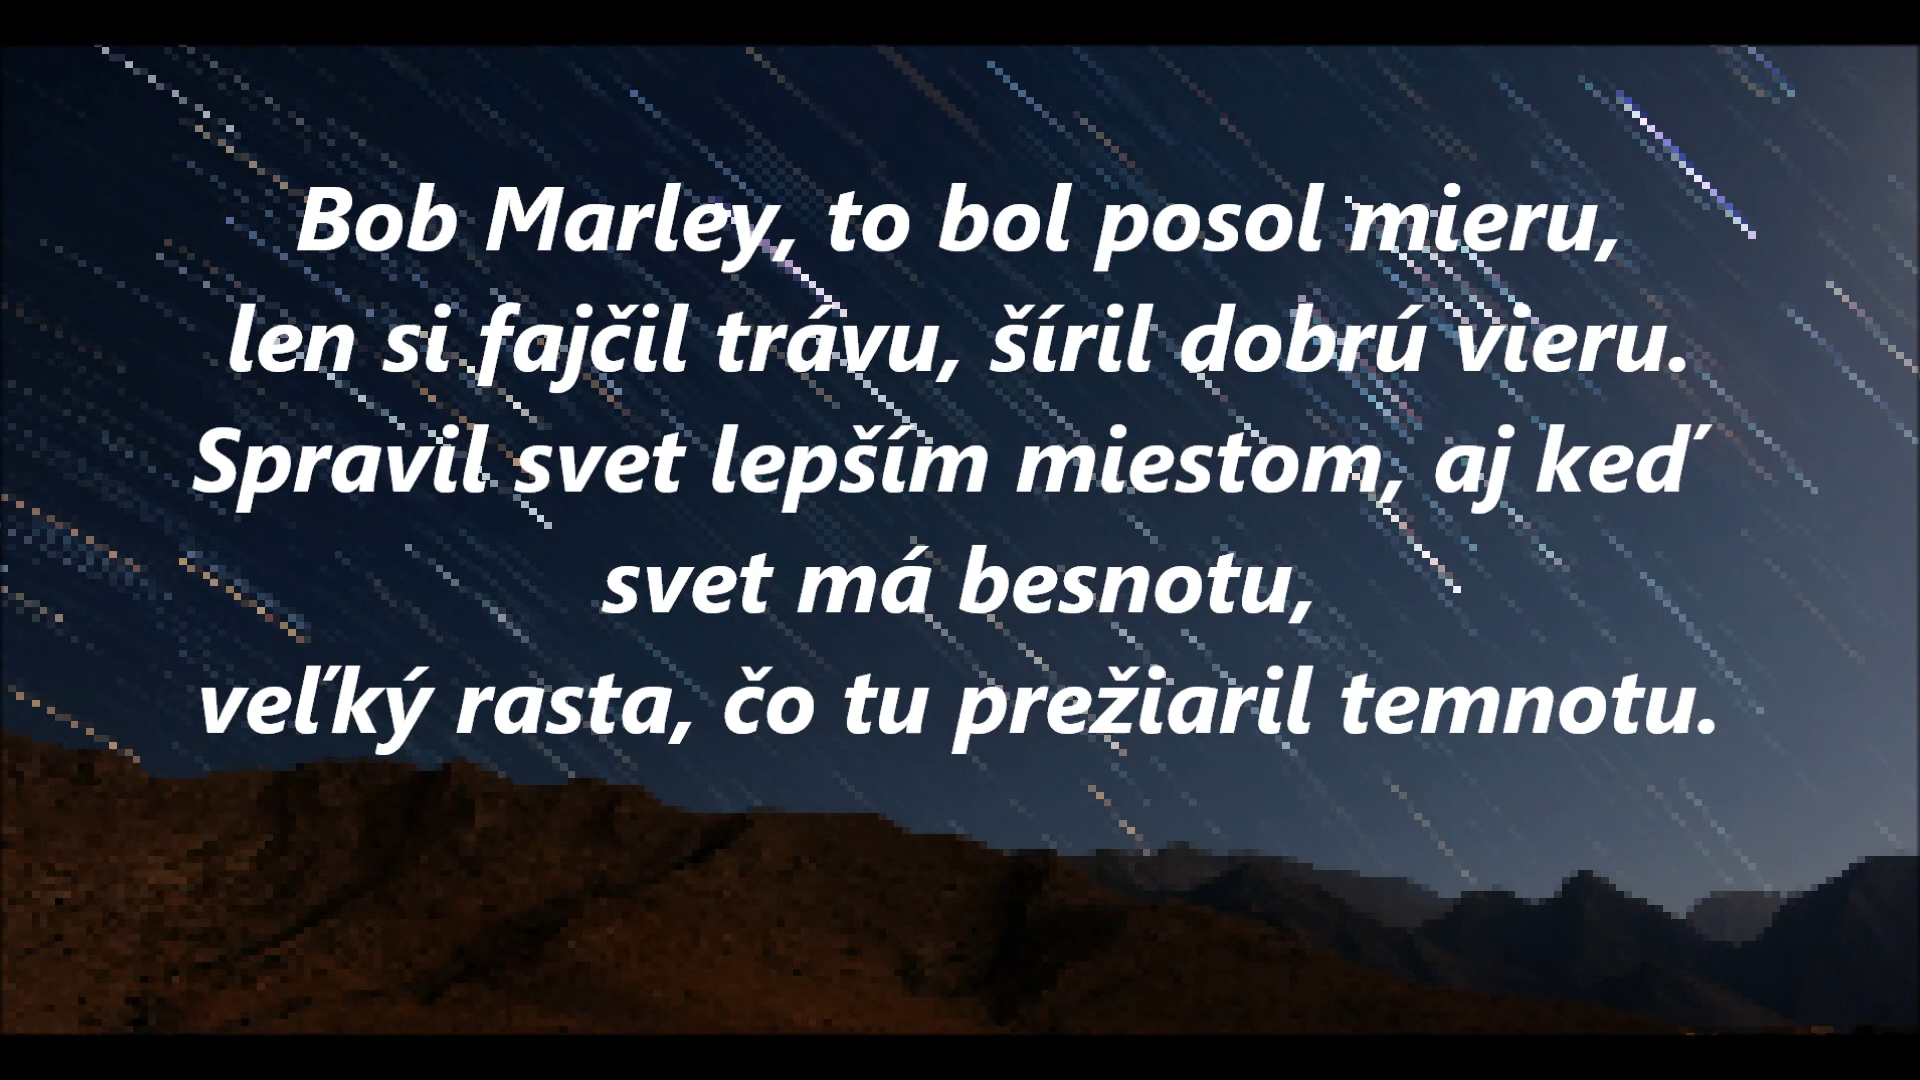 Bob Marley, to bol posol mieru,
len si fajčil trávu, šíril dobrú vieru.
Spravil svet lepším miestom, aj keď
svet má besnotu,
veľký rasta, čo tu prežiaril temnotu.